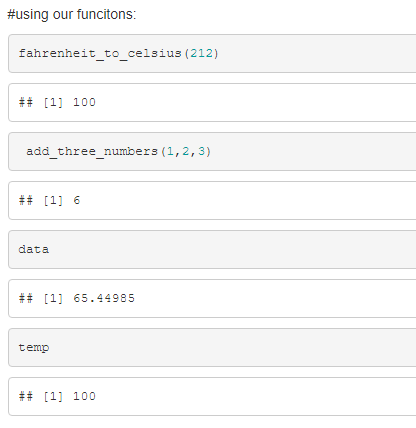 #using our funcitons:
fahrenheit_to_celsius(212)
## [1] 100
add_three_numbers(1,2,3)
## [1] 6
data
## [1] 65.44985
temp
## [1] 100